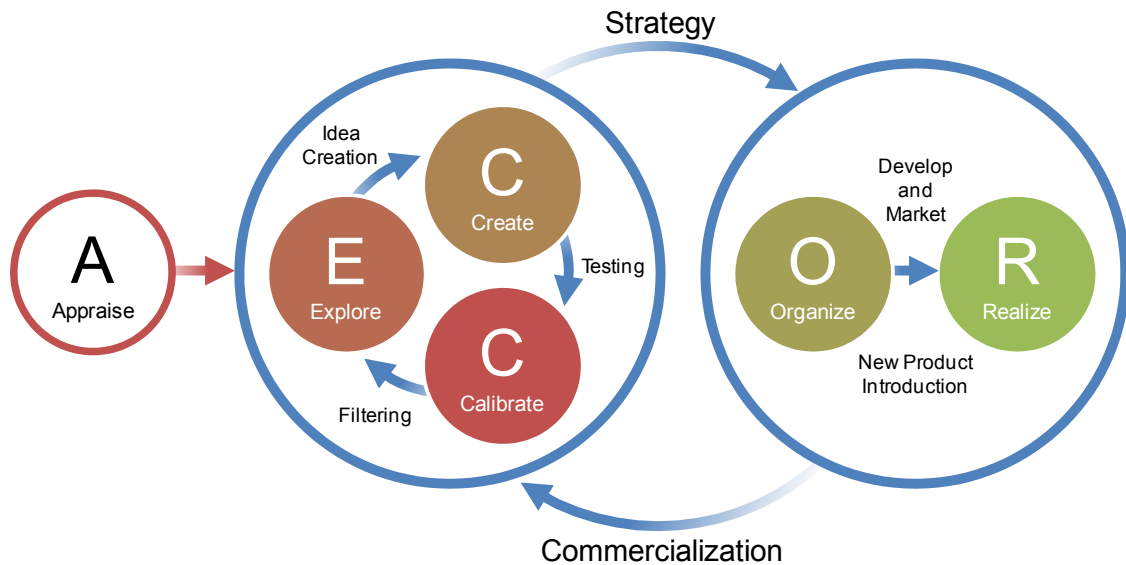 Strategy
Idea
Creation
C
Create
Develop
and
Market
A
Appraise
E
Explore
Testing
O
Organize
R
Realize
C
Calibrate
Filtering
New Product
Introduction
Commercialization